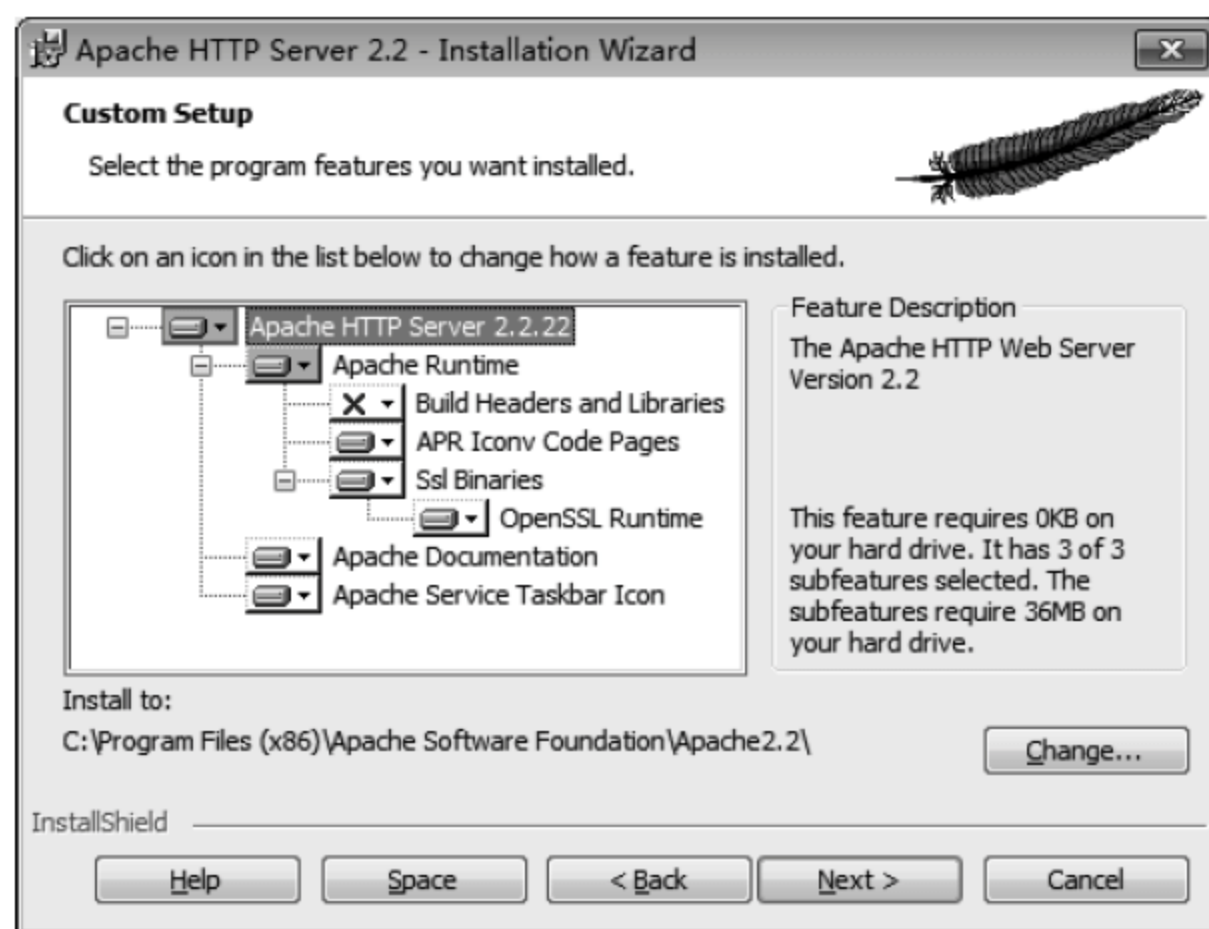 Apache HTTP Server 2.2 - Installation Wizard
Custom Setup
Select the program features you want installed.
Click on an icon in the list below to change how a feature is installed.
Apache HTTP Server 2.2.22
Apache Runtime
Build Headers and Libraries
APR Iconv Code Pages
Ssl Binaries
OpenSSL Runtime
Apache Documentation
Apache Service Taskbar Icon
Feature Description
The Apache HTTP Web Server
Version 2.2
This feature requires 0KB on
your hard drive. It has 3 of 3
subfeatures selected. The
subfeatures require 36MB on
your hard drive.
Install to:
C:\Program Files (x86)\Apache Software Foundation\Apache2.2\
Change...
InstallShield
Help
Space
< Back
Next >
Cancel